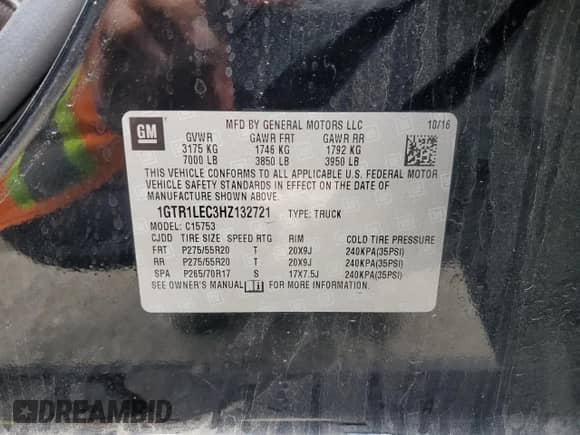 GM
MFD BY GENERAL MOTORS LLC 10/16
GVWR GAWR FRT GAWR RR
3175 KG 1746 KG 1792 KG
7000 LB 3850 LB 3950 LB
THIS VEHICLE CONFORMS TO ALL APPLICABLE U.S. FEDERAL MOTOR
VEHICLE SAFETY STANDARDS IN EFFECT ON THE DATE OF
MANUFACTURE SHOWN ABOVE.
1GTR1LEC3HZ132721 TYPE: TRUCK
MODEL: C15753
CJDD TIRE SIZE SPEED RTG RIM COLD TIRE PRESSURE
FRT P275/55R20 T 20X9J 240KPA(35PSI)
RR P275/55R20 T 20X9J 240KPA(35PSI)
SPA P265/70R17 S 17X7.5J 240KPA(35PSI)
SEE OWNER'S MANUAL FOR MORE INFORMATION.
DREAMBID